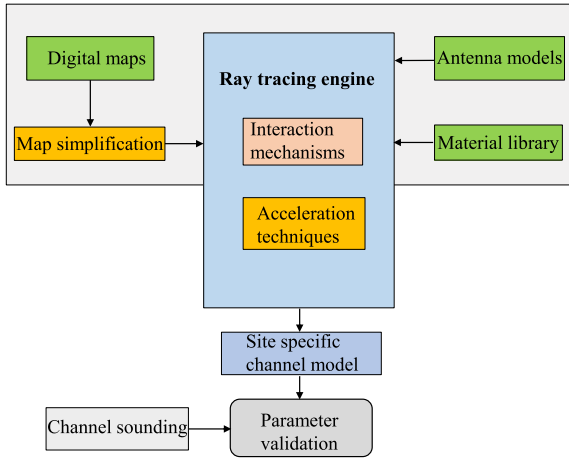 Digital maps
Map simplification
Ray tracing engine
Interaction
mechanisms
Acceleration
techniques
Antenna models
Material library
Site specific
channel model
Channel sounding
Parameter
validation